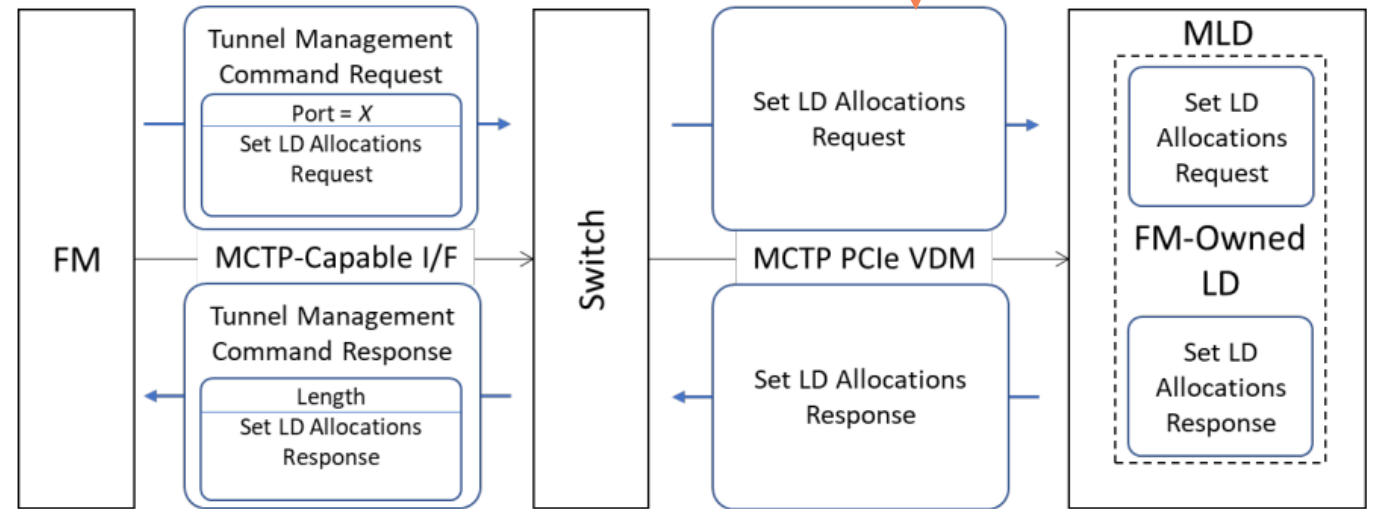 FM
Tunnel Management
Command Request
Port = X
Set LD Allocations
Request
MCTP-Capable I/F
Tunnel Management
Command Response
Length
Set LD Allocations
Response
Switch
Set LD Allocations
Request
MCTP PCIe VDM
Set LD Allocations
Response
MLD
Set LD
Allocations
Request
FM-Owned
LD
Set LD
Allocations
Response